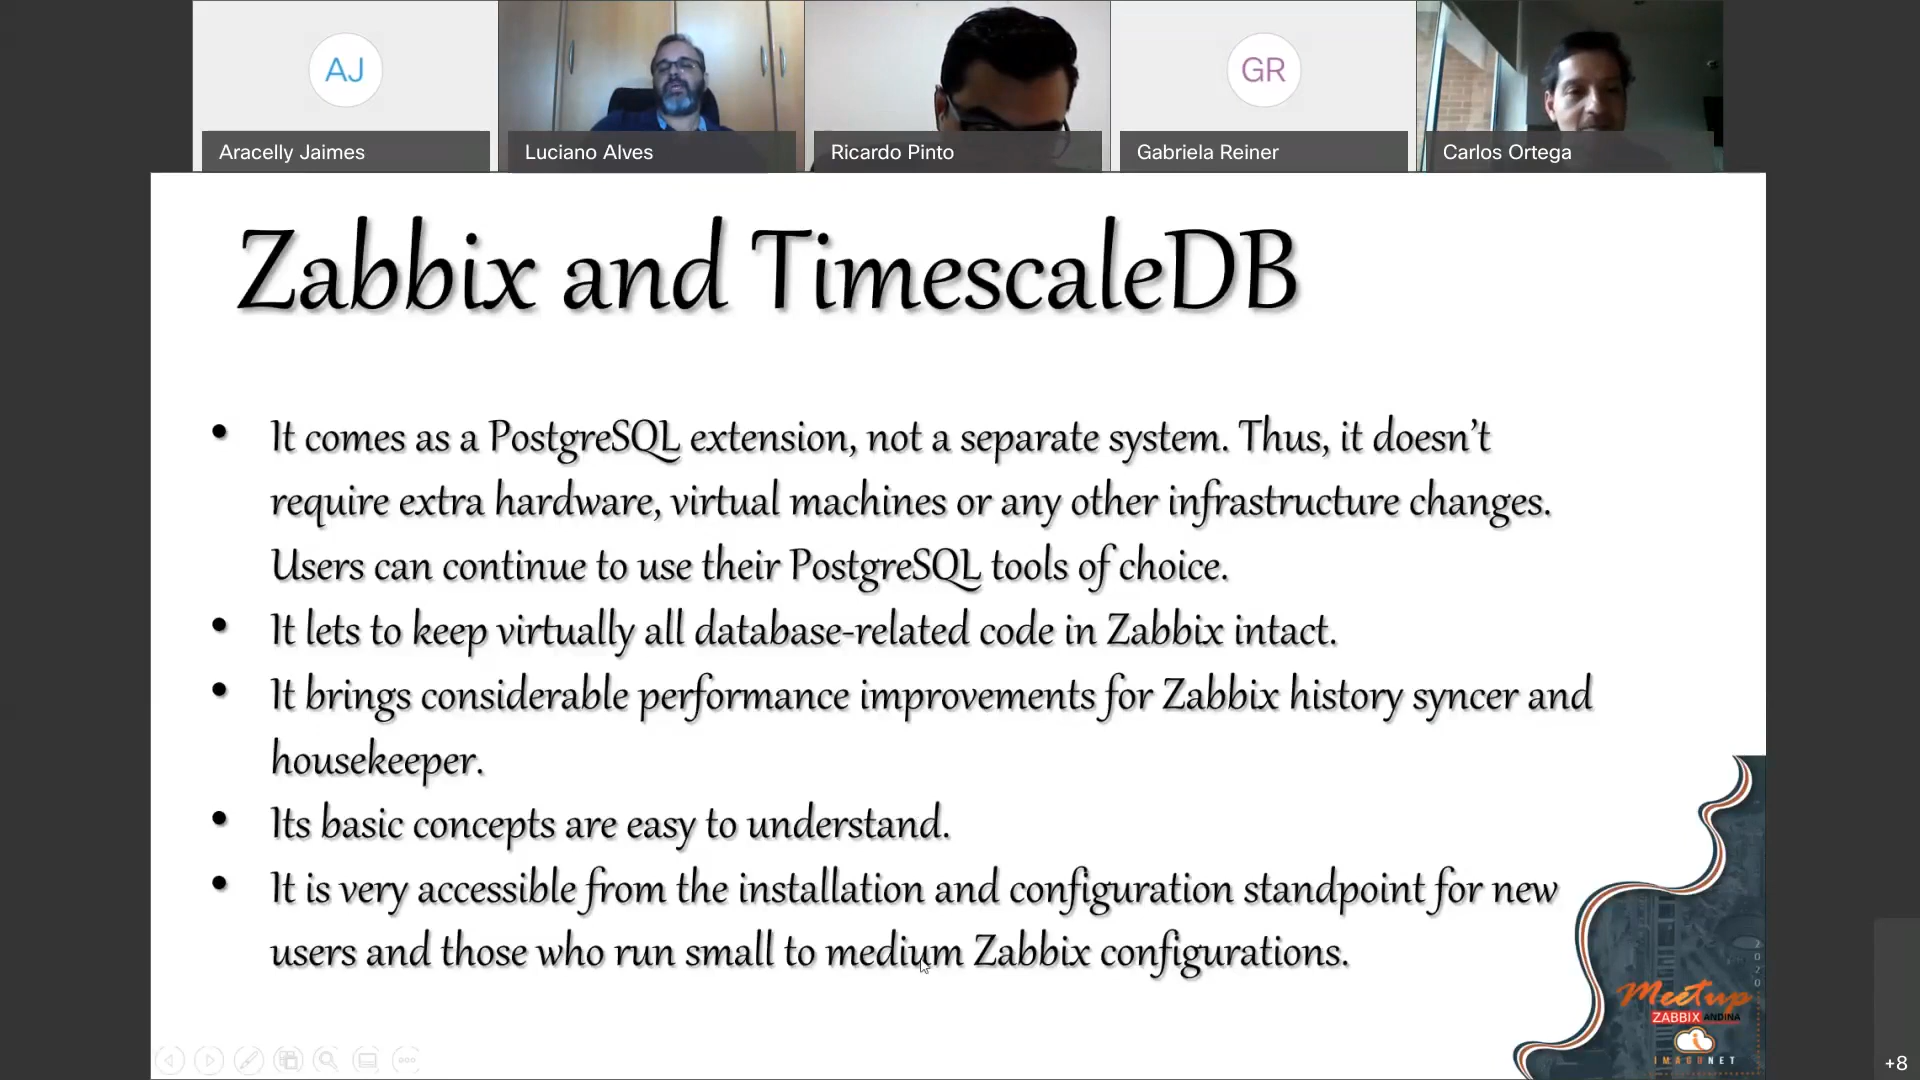 AJ
GR
Aracelly Jaimes
Luciano Alves
Ricardo Pinto
Gabriela Reiner
Carlos Ortega
Zabbix and TimescaleDB
• It comes as a PostgreSQL extension, not a separate system. Thus, it doesn’t
require extra hardware, virtual machines or any other infrastructure changes.
Users can continue to use their PostgreSQL tools of choice.
• It lets to keep virtually all database-related code in Zabbix intact.
• It brings considerable performance improvements for Zabbix history syncer and
housekeeper.
• Its basic concepts are easy to understand.
• It is very accessible from the installation and configuration standpoint for new
users and those who run small to medium Zabbix configurations.
2020
Meetup
ZABBIX ANDINA
IMAGUNET
+8